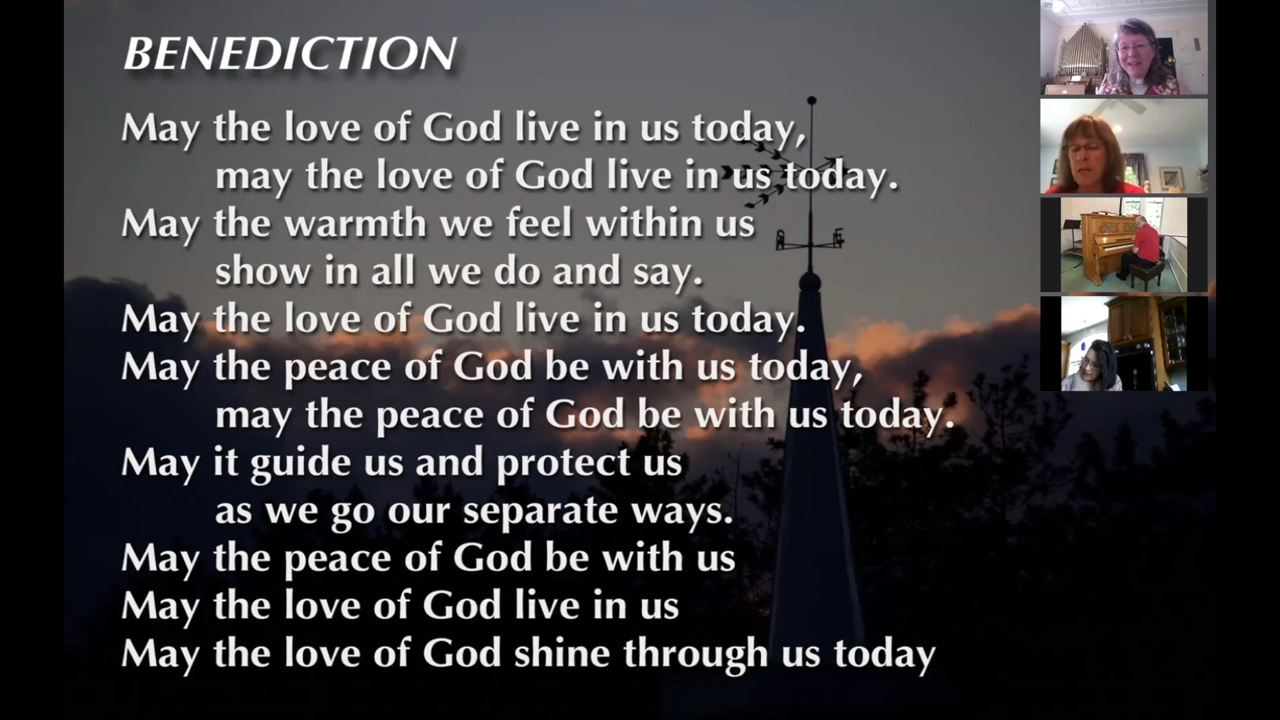 BENEDICTION
May the love of God live in us today,
may the love of God live in us today.
May the warmth we feel within us
show in all we do and say.
May the love of God live in us today.
May the peace of God be with us today,
may the peace of God be with us today.
May it guide us and protect us
as we go our separate ways.
May the peace of God be with us
May the love of God live in us
May the love of God shine through us today